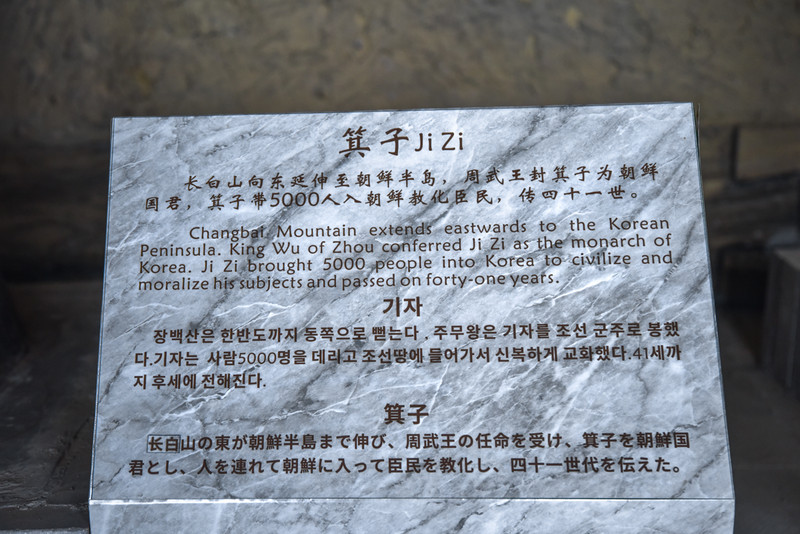 箕子Ji Zi
长白山向东延伸至朝鲜半岛，周武王封箕子为朝鲜
国君，箕子带5000人入朝鲜教化臣民，传四十一世。
Changbai Mountain extends eastwards to the Korean
Peninsula. King Wu of Zhou conferred Ji Zi as the monarch of
Korea. Ji Zi brought 5000 people into Korea to civilize and
moralize his subjects and passed on forty-one years.
기자
장백산은 한반도까지 동쪽으로 뻗는다 . 주무왕은 기자를 조선 군주로 봉했
다.기자는 사람5000명을 데리고 조선땅에 들어가서 신복하게 교화했다.41세까
지 후세에 전해진다.
箕子
长白山の東が朝鮮半島まで伸び、周武王の任命を受け、箕子を朝鮮国
君とし、人を連れて朝鮮に入って臣民を教化し、四十一世代を伝えた。